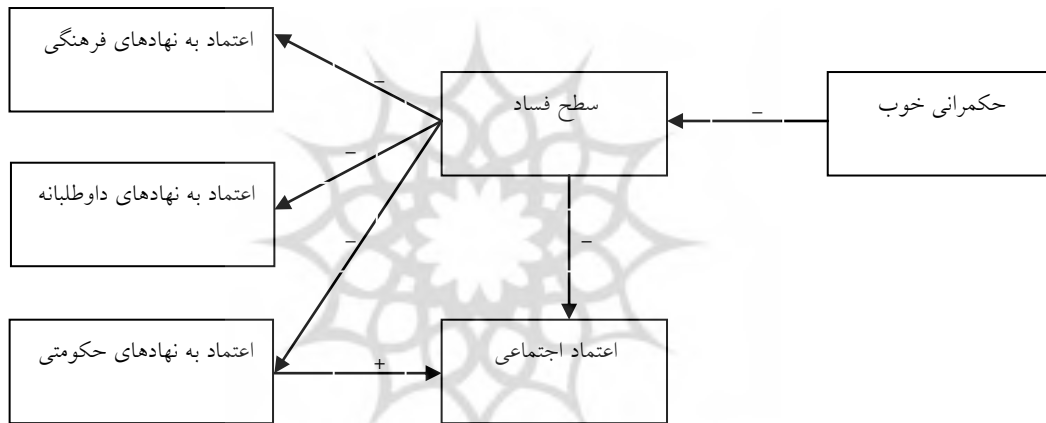 اعتماد به نهادهای فرهنگی
حکمرانی خوب
سطح فساد
–
–
–
اعتماد به نهادهای داوطلبانه
–
–
اعتماد اجتماعی
اعتماد به نهادهای حکومتی
+